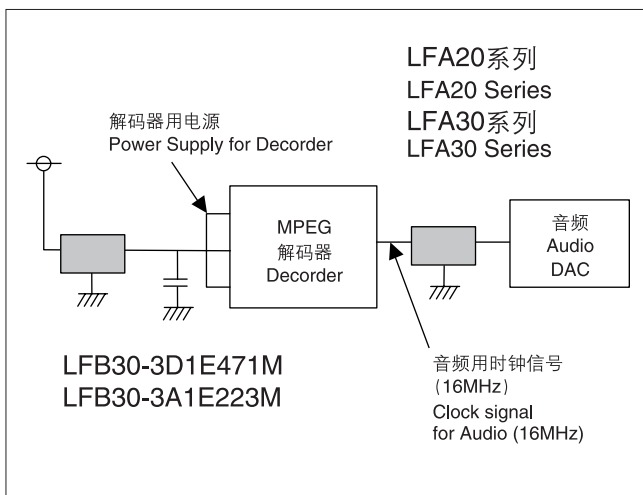 LFA20系列
LFA20 Series
LFA30系列
LFA30 Series
解码器用电源
Power Supply for Decorder
MPEG
解码器
Decorder
音频
Audio
DAC
LFB30-3D1E471M
LFB30-3A1E223M
音频用时钟信号
(16MHz)
Clock signal
for Audio (16MHz)